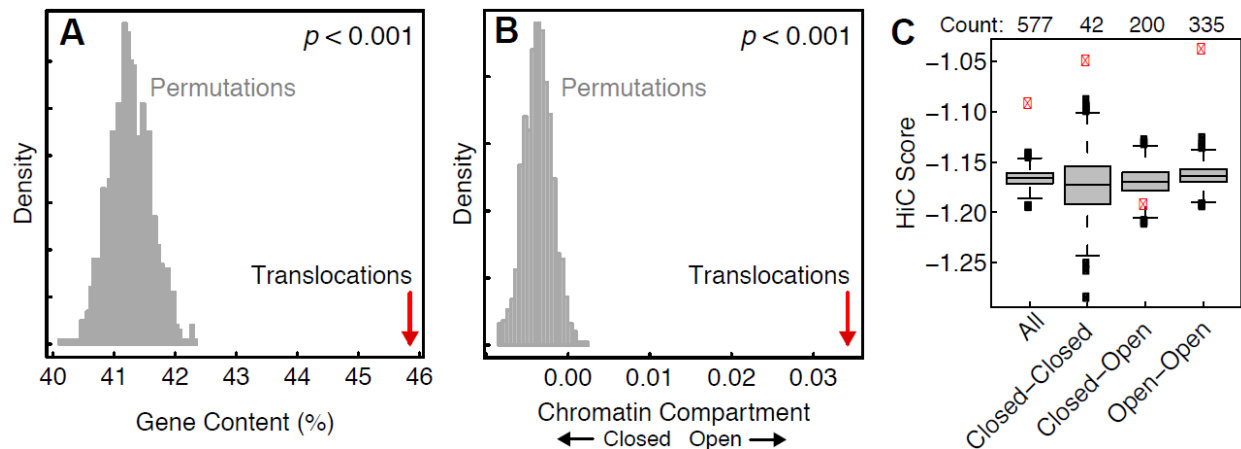 A
p < 0.001
Permutations
Density
Translocations
40 41 42 43 44 45 46
Gene Content (%)
B
p < 0.001
Permutations
Density
Translocations
0.00 0.01 0.02 0.03
Chromatin Compartment
← Closed Open →
C
Count: 577 42 200 335
−1.05
−1.10
−1.15
−1.20
−1.25
HiC Score
All
Closed−Closed
Closed−Open
Open−Open